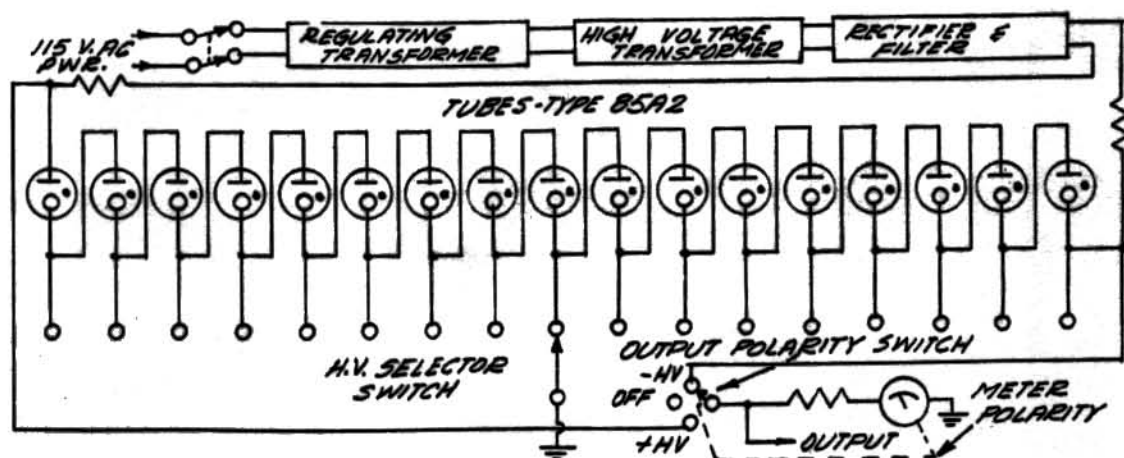 115 V. AC
PWR.
REGULATING
TRANSFORMER
HIGH VOLTAGE
TRANSFORMER
RECTIFIER &
FILTER
TUBES-TYPE 85A2
H.V. SELECTOR
SWITCH
OUTPUT POLARITY SWITCH
-HV
OFF
+HV
OUTPUT
METER
POLARITY